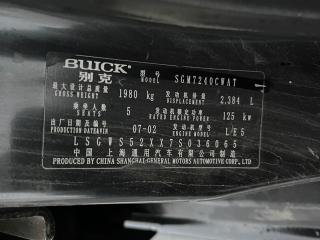 BUICK 型号 SGM7240CWAT
别克 MODEL
最大设计总质量 1980 kg 发动机排量 2.384 L
GROSS WEIGHT DISPLACEMENT
乘坐人数 5 发动机额定功率 125 kW
SEATS RATED ENGINE POWER
出厂日期 07-02 发动机型号 LE5
PRODUCTION DATE ENGINE TYPE
LSGWS52XX7S036065
中国 上海通用汽车有限公司制造
PRODUCED BY CHINA SHANGHAI GENERAL MOTORS AUTOMOTIVE CORP. LTD.